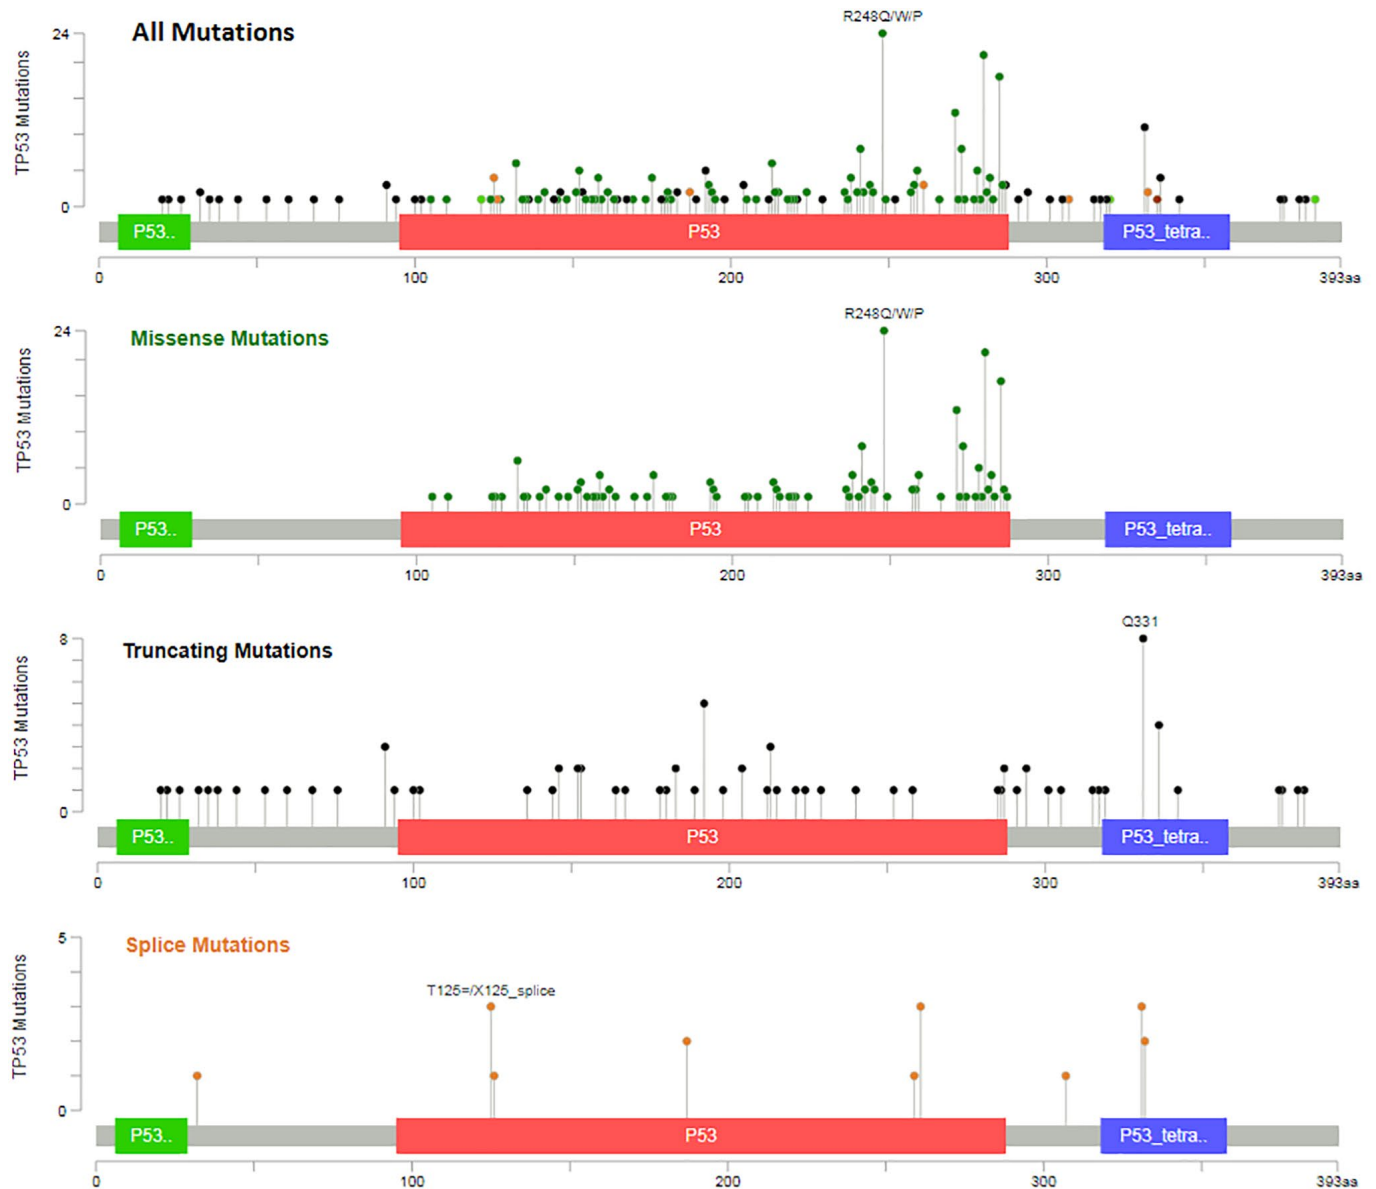 R248Q/W/P
All Mutations
24
0
TP53 Mutations
P53..
P53
P53_tetra..
0
100
200
300
393aa
R248Q/W/P
Missense Mutations
24
0
TP53 Mutations
P53..
P53
P53_tetra..
0
100
200
300
393aa
Q331
Truncating Mutations
8
0
TP53 Mutations
P53..
P53
P53_tetra..
0
100
200
300
393aa
Splice Mutations
5
0
TP53 Mutations
T125=/X125_splice
P53..
P53
P53_tetra..
0
100
200
300
393aa